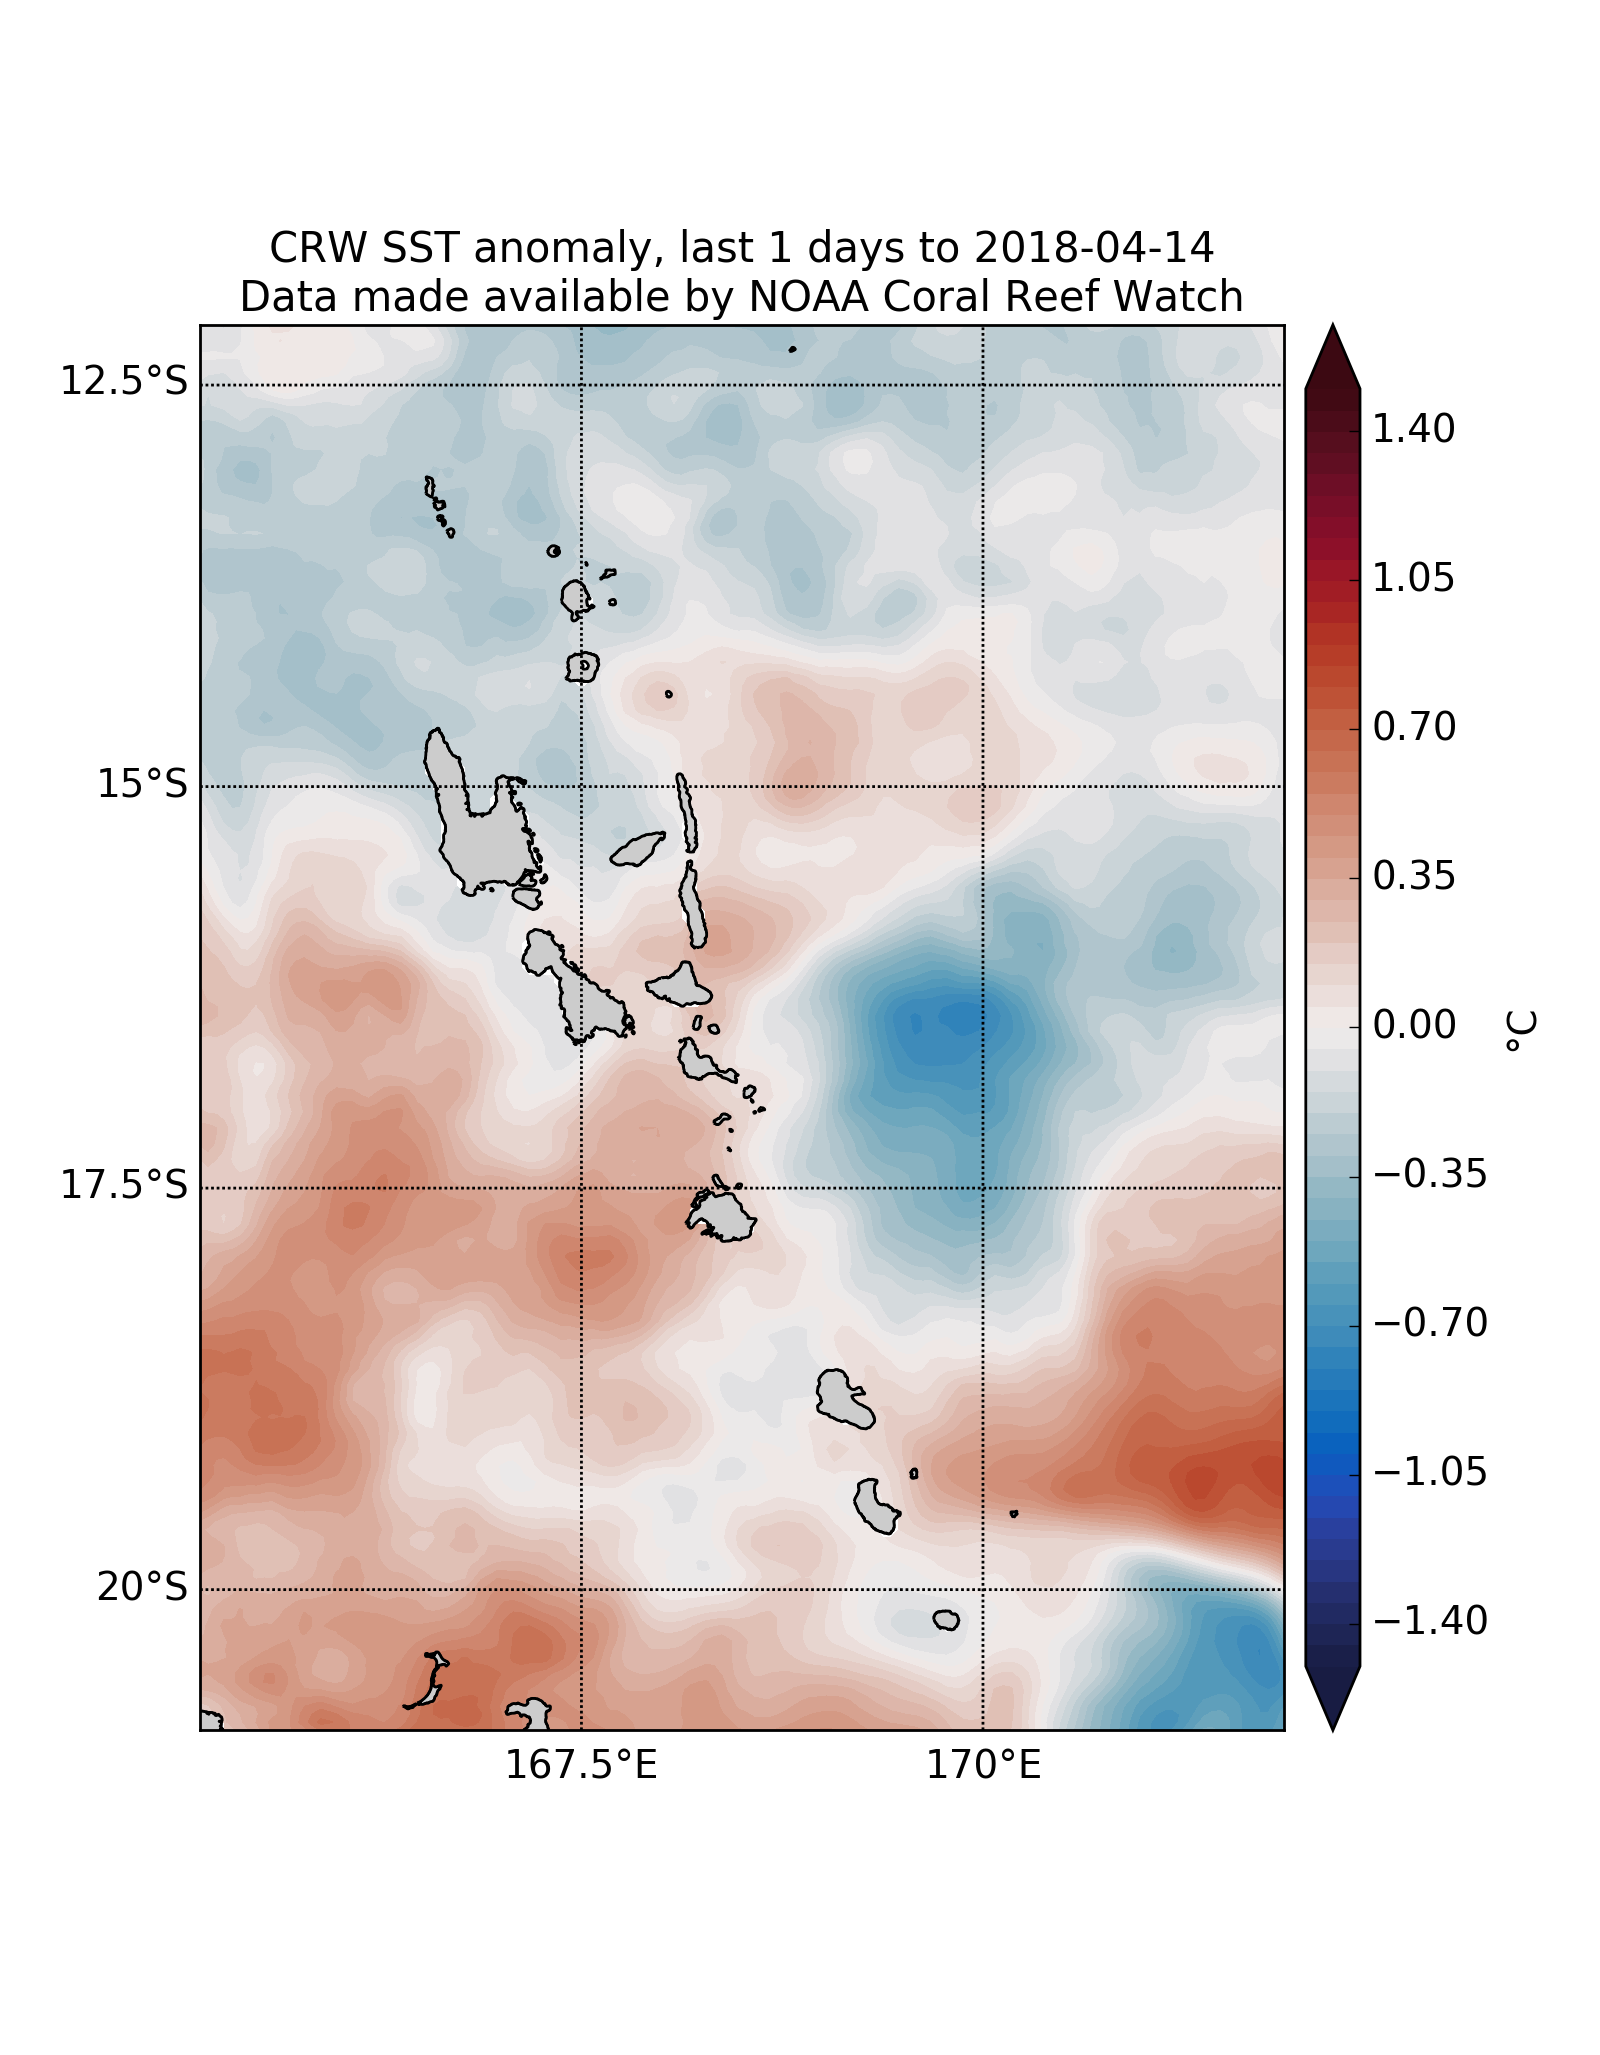 CRW SST anomaly, last 1 days to 2018-04-14
Data made available by NOAA Coral Reef Watch
12.5°S
15°S
17.5°S
20°S
167.5°E
170°E
1.40
1.05
0.70
0.35
0.00
−0.35
−0.70
−1.05
−1.40
°C